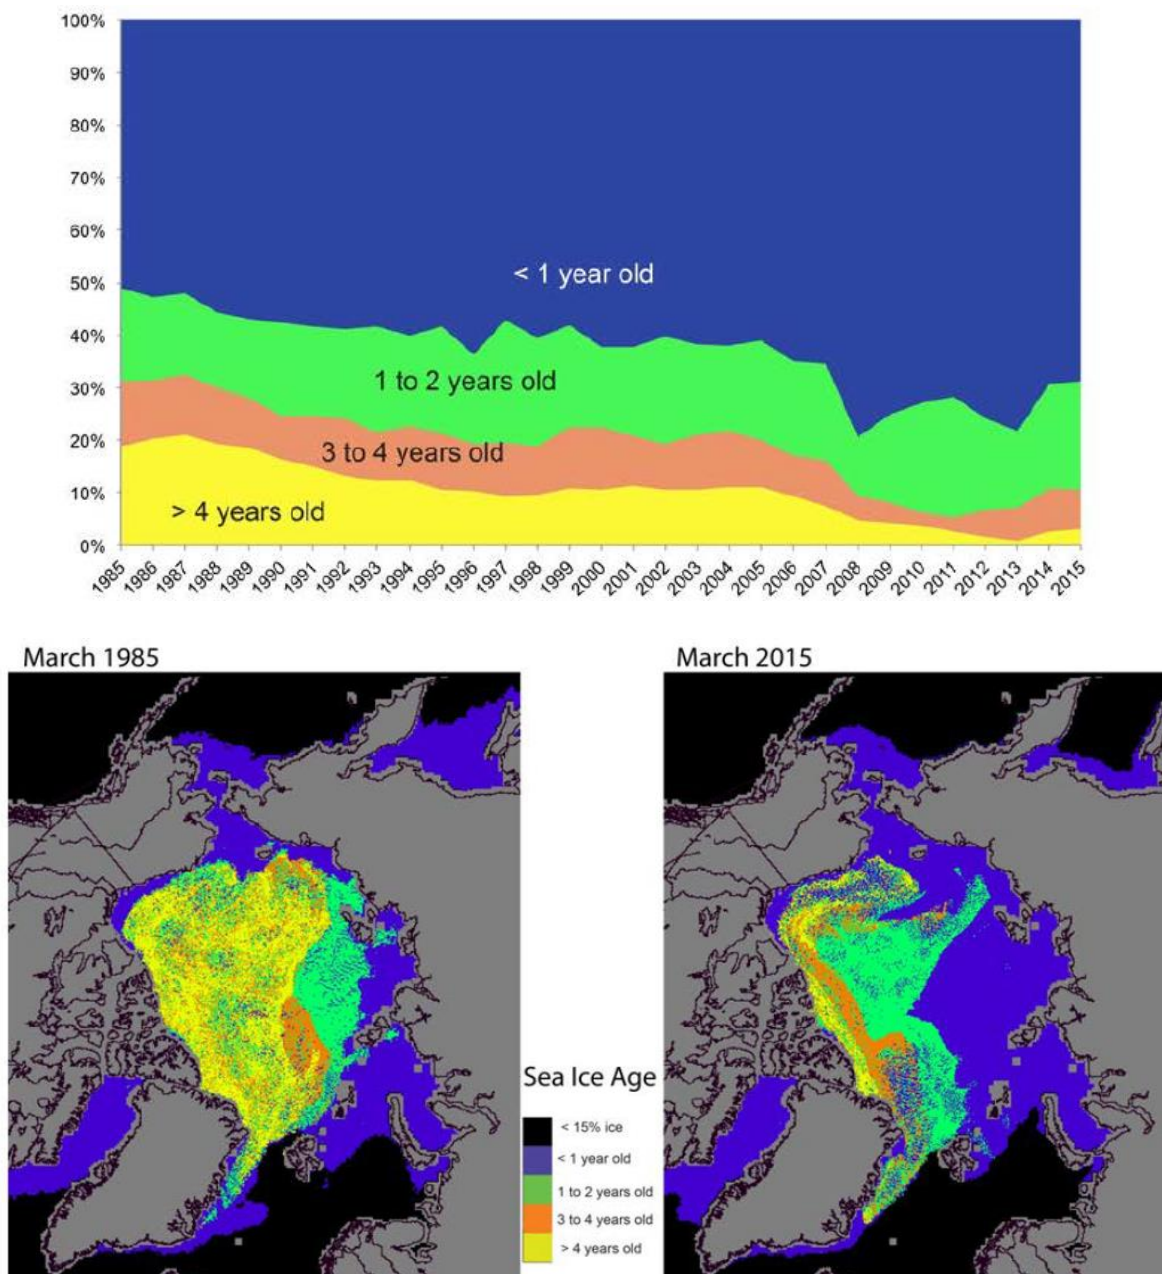 100%
90%
80%
70%
60%
50%
40%
30%
20%
10%
0%
< 1 year old
1 to 2 years old
3 to 4 years old
> 4 years old
1985 1986 1987 1988 1989 1990 1991 1992 1993 1994 1995 1996 1997 1998 1999 2000 2001 2002 2003 2004 2005 2006 2007 2008 2009 2010 2011 2012 2013 2014 2015
March 1985
March 2015
Sea Ice Age
< 15% ice
< 1 year old
1 to 2 years old
3 to 4 years old
> 4 years old